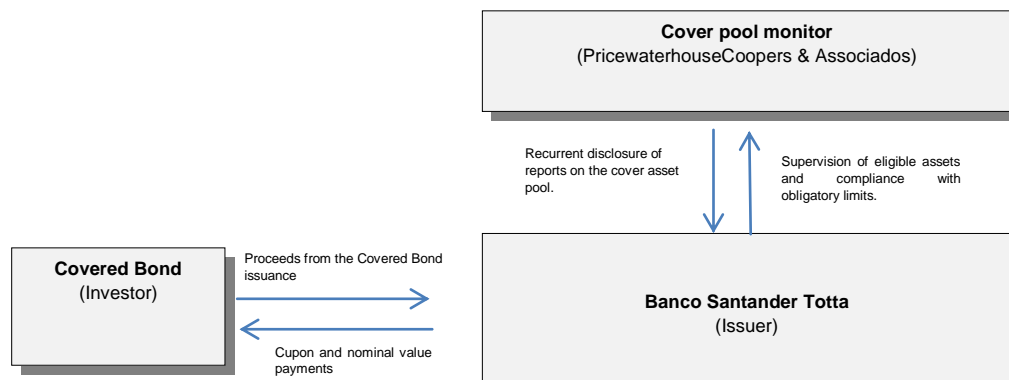 Cover pool monitor
(PricewaterhouseCoopers & Associados)
Recurrent disclosure of
reports on the cover asset
pool.
Supervision of eligible assets
and compliance with
obligatory limits.
Covered Bond
(Investor)
Proceeds from the Covered Bond
issuance
Cupon and nominal value
payments
Banco Santander Totta
(Issuer)